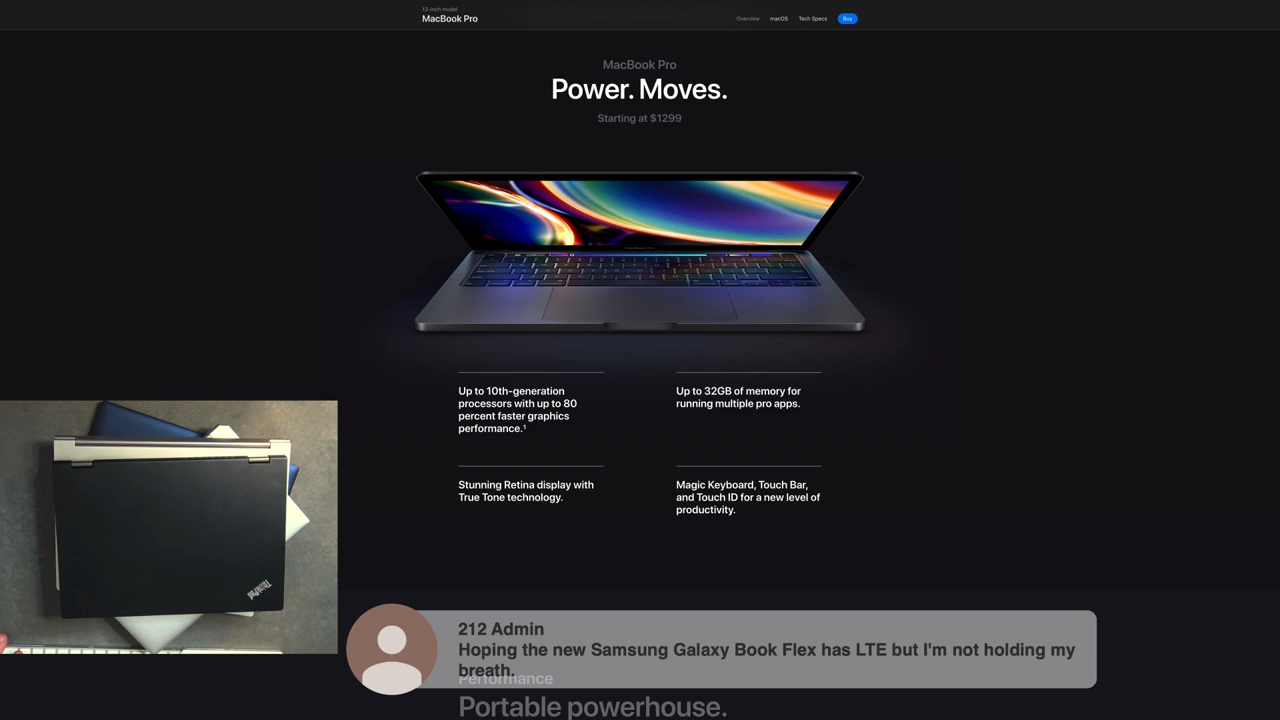 13-inch model
MacBook Pro
Overview macOS Tech Specs Buy
MacBook Pro
Power. Moves.
Starting at $1299
Up to 10th-generation
processors with up to 80
percent faster graphics
performance.¹
Up to 32GB of memory for
running multiple pro apps.
Stunning Retina display with
True Tone technology.
Magic Keyboard, Touch Bar,
and Touch ID for a new level of
productivity.
ThinkPad
212 Admin
Hoping the new Samsung Galaxy Book Flex has LTE but I'm not holding my
breath.
Performance
Portable powerhouse.